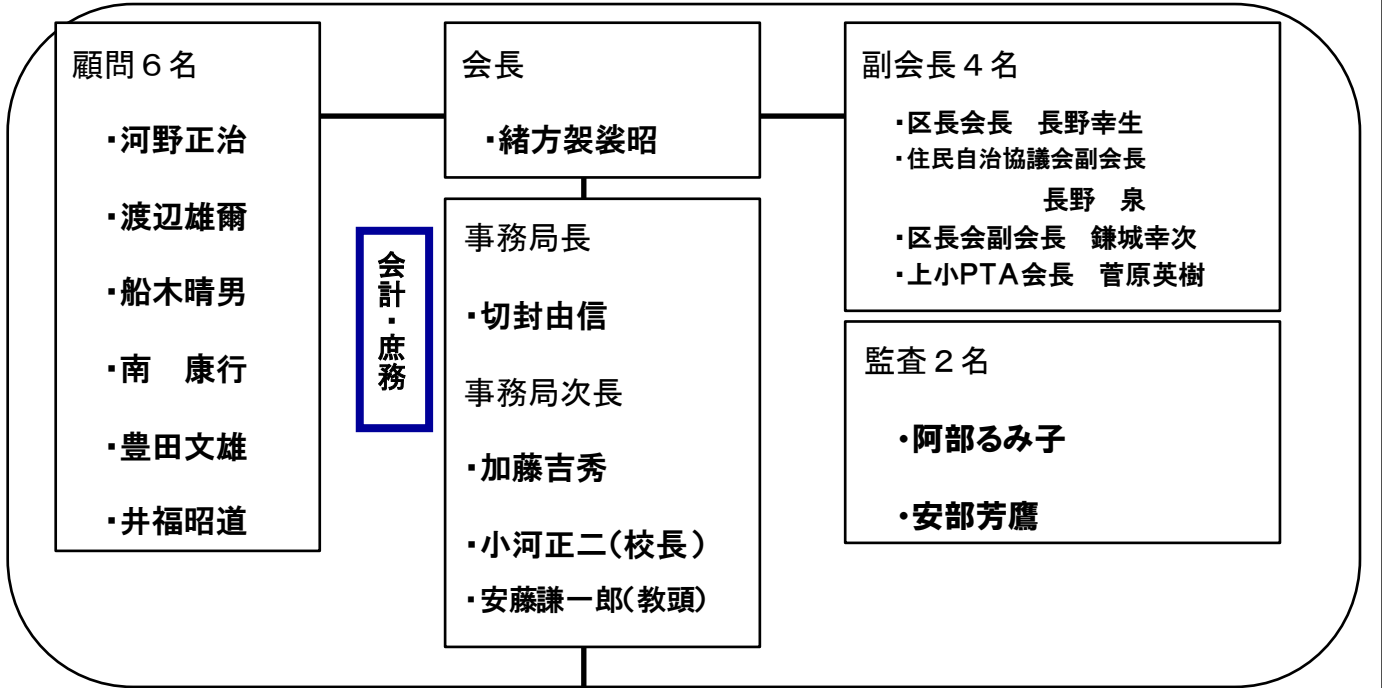 顧問６名
・河野正治
・渡辺雄爾
・船木晴男
・南　康行
・豊田文雄
・井福昭道
会長
・緒方袈裟昭
会計・庶務
事務局長
・切封由信
事務局次長
・加藤吉秀
・小河正二（校長）
・安藤謙一郎（教頭）
副会長４名
・区長会長　長野幸生
・住民自治協議会副会長
長野　泉
・区長会副会長　鎌城幸次
・上小PTA会長　菅原英樹
監査２名
・阿部るみ子
・安部芳鷹